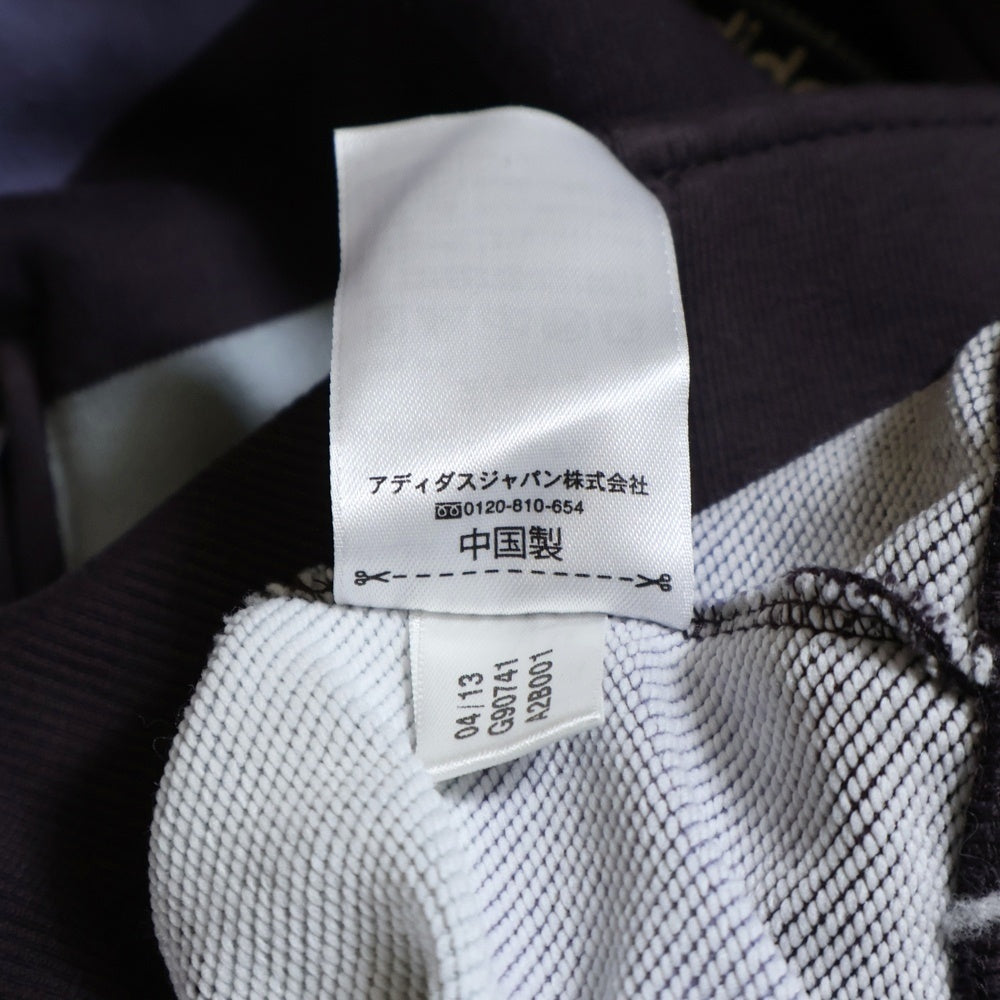 アディダスジャパン株式会社
0120-810-654
中国製
04/13
G90741
A2B001